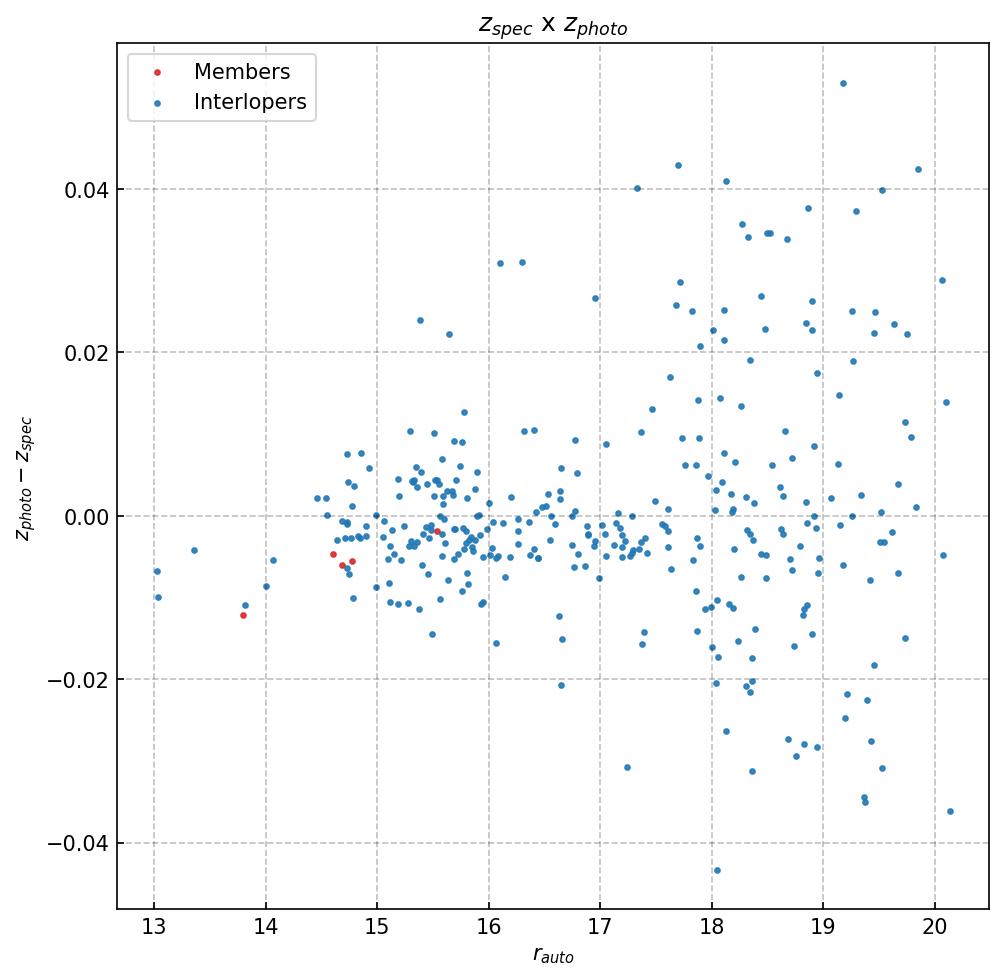 z_spec x z_photo
Members
Interlopers
0.04
0.02
0.00
−0.02
−0.04
z_photo − z_spec
13 14 15 16 17 18 19 20
r_auto